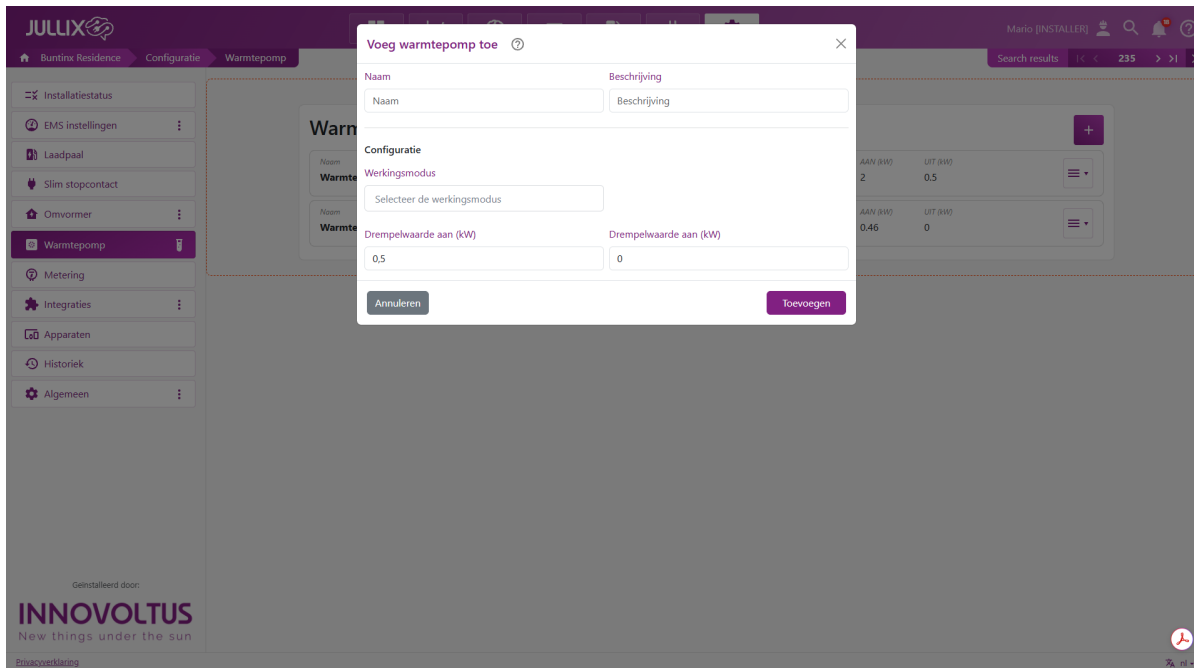 JULLIX
Mario [INSTALLER]
Buntinx Residence Configuratie Warmtepomp
Search results 235
Installatiestatus
EMS instellingen
Laadpaal
Slim stopcontact
Omvormer
Warmtepomp
Metering
Integraties
Apparaten
Historiek
Algemeen
Geïnstalleerd door:
INNOVOLTUS
New things under the sun
Privacyverklaring
Voeg warmtepomp toe
Naam Beschrijving
Naam Beschrijving
Configuratie
Werkingsmodus
Selecteer de werkingsmodus
Drempelwaarde aan (kW) Drempelwaarde aan (kW)
0,5 0
Annuleren Toevoegen
+
Naam AAN (kW) UIT (kW)
2 0.5
Naam AAN (kW) UIT (kW)
0.46 0
nl